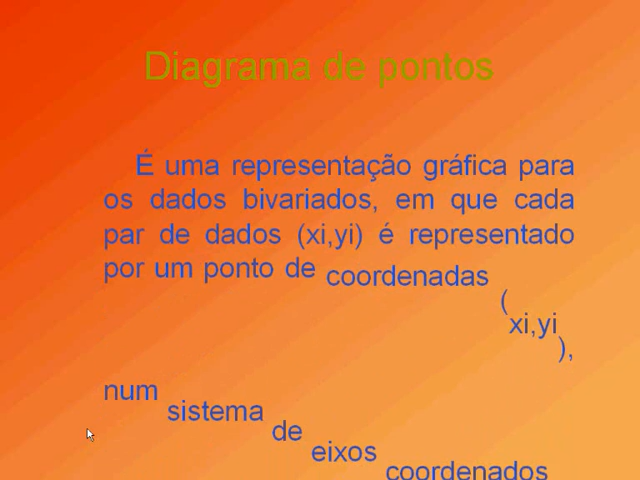 Diagrama de pontos
É uma representação gráfica para
os dados bivariados, em que cada
par de dados (xi,yi) é representado
por um ponto de coordenadas
(
xi,yi
),
num
sistema
de
eixos
coordenados